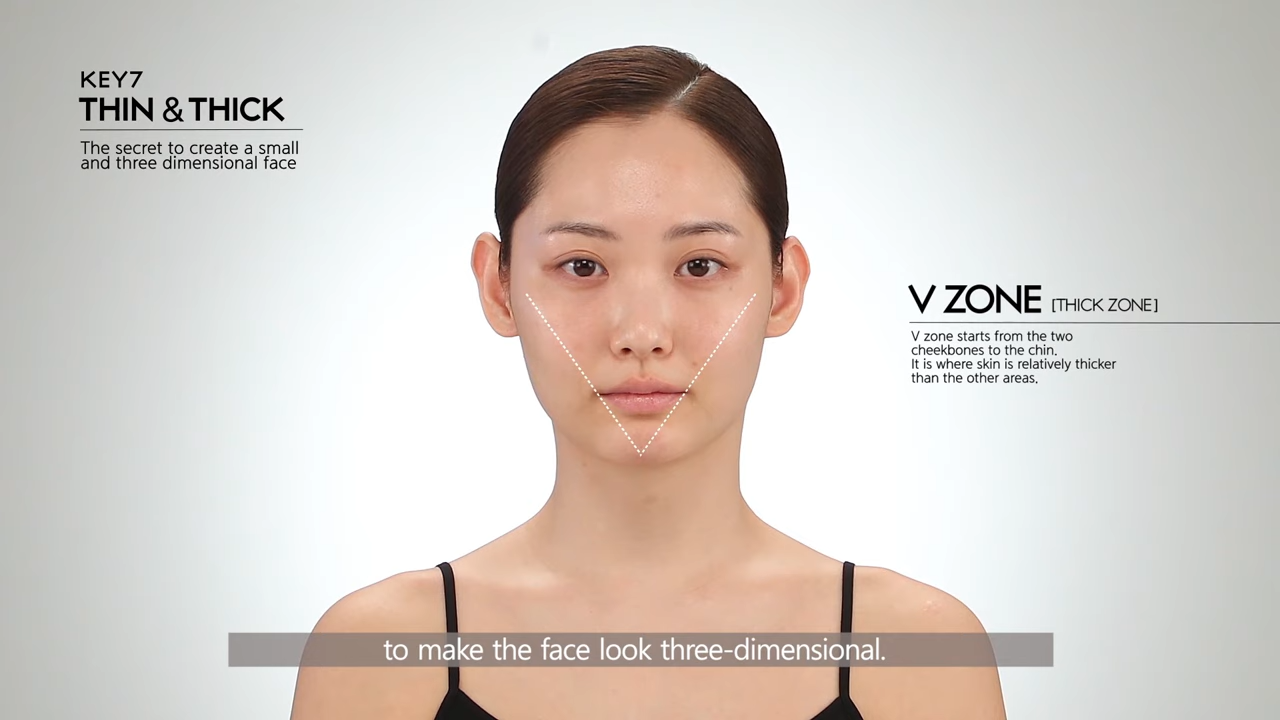 KEY7
THIN & THICK
The secret to create a small
and three dimensional face
V ZONE [THICK ZONE]
V zone starts from the two
cheekbones to the chin.
It is where skin is relatively thicker
than the other areas.
to make the face look three-dimensional.